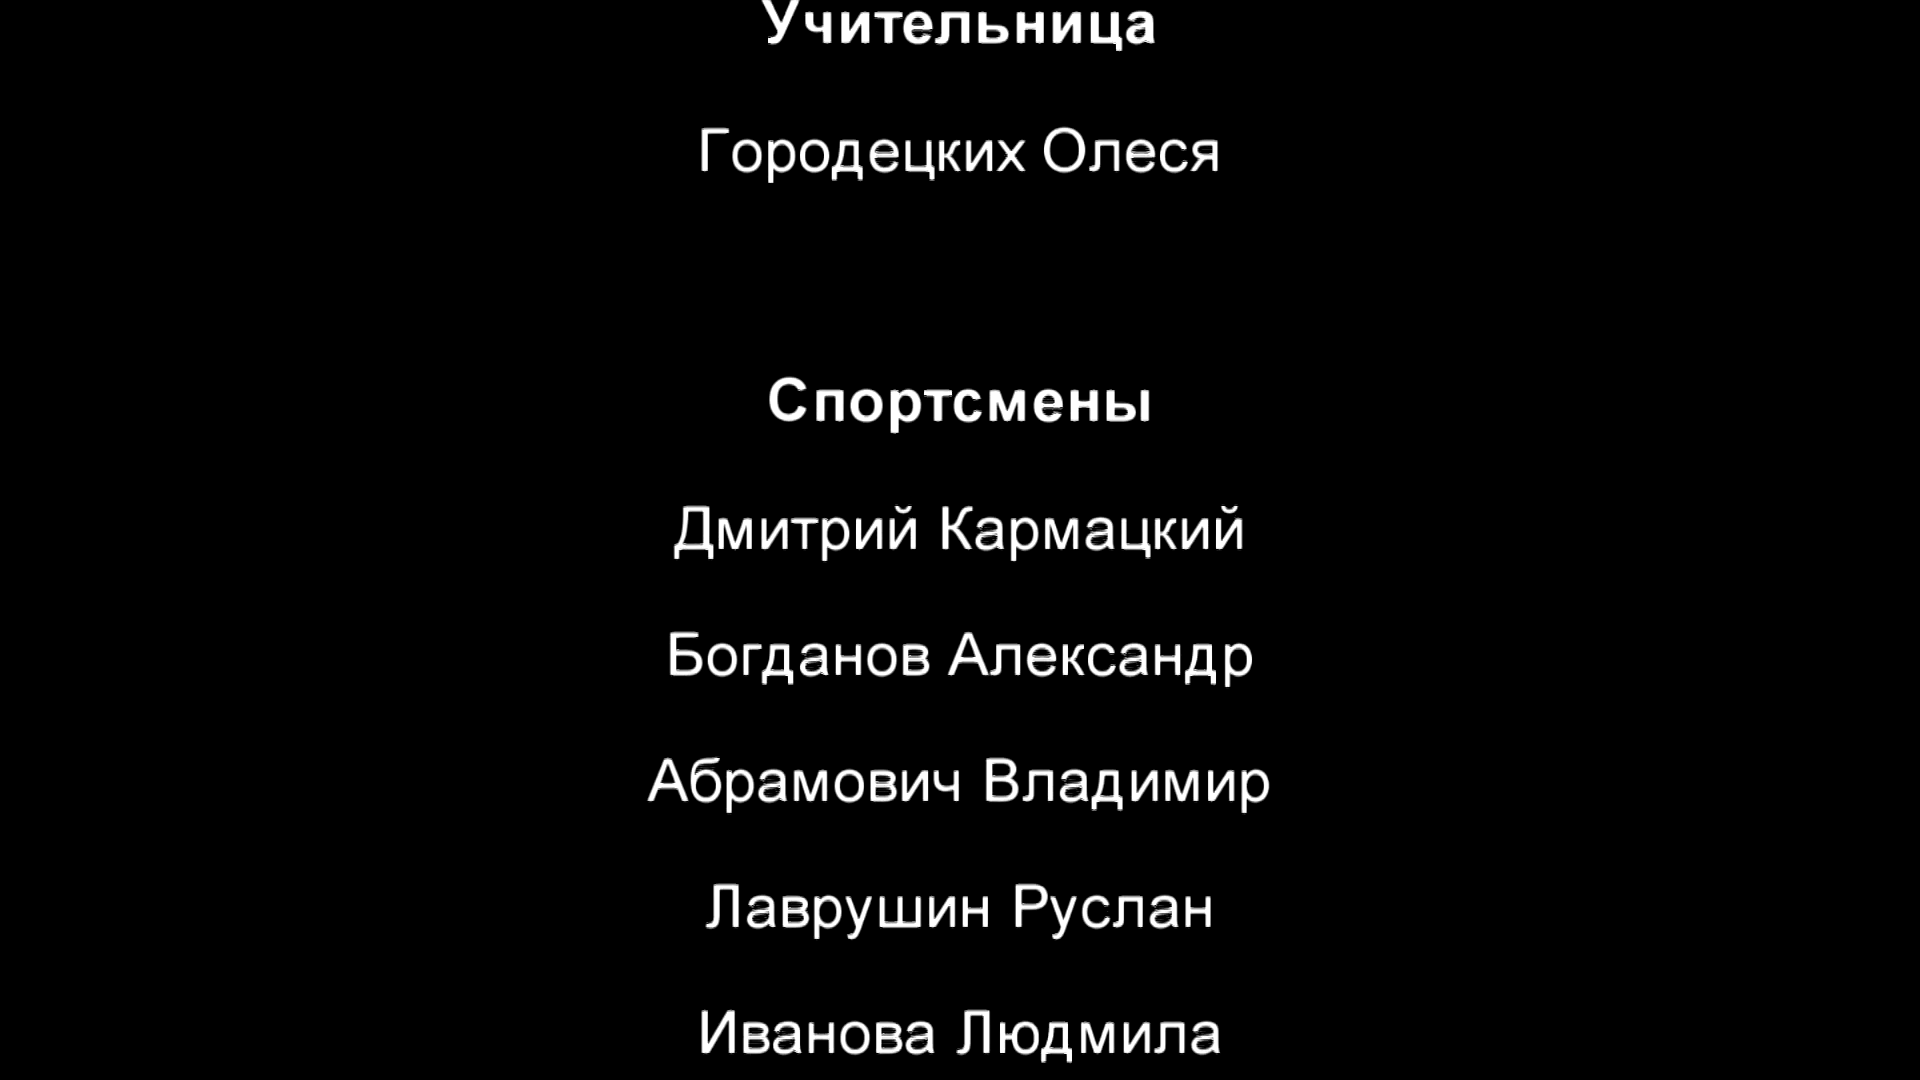 Учительница
Городецких Олеся
Спортсмены
Дмитрий Кармацкий
Богданов Александр
Абрамович Владимир
Лаврушин Руслан
Иванова Людмила